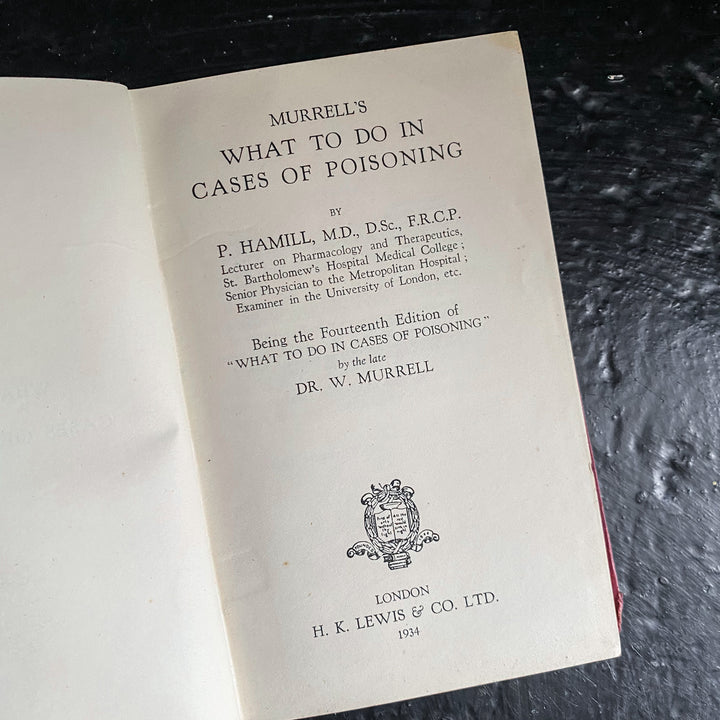 MURRELL'S
WHAT TO DO IN
CASES OF POISONING
BY
P. HAMILL, M.D., D.Sc., F.R.C.P.
Lecturer on Pharmacology and Therapeutics,
St. Bartholomew's Hospital Medical College;
Senior Physician to the Metropolitan Hospital;
Examiner in the University of London, etc.
Being the Fourteenth Edition of
"WHAT TO DO IN CASES OF POISONING"
by the late
DR. W. MURRELL
LONDON
H. K. LEWIS & CO. LTD.
1934